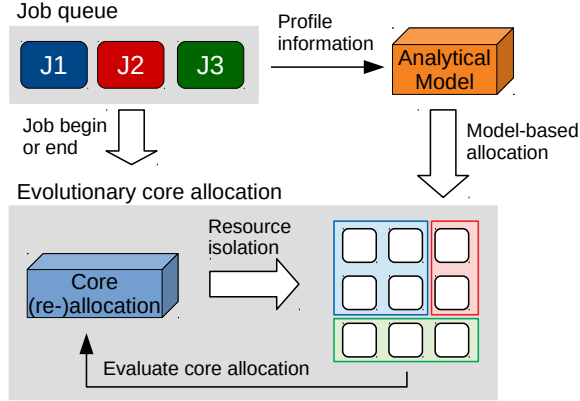 Job queue
J1 J2 J3
Profile
information
Analytical
Model
Job begin
or end
Model-based
allocation
Evolutionary core allocation
Resource
isolation
Core
(re-)allocation
Evaluate core allocation